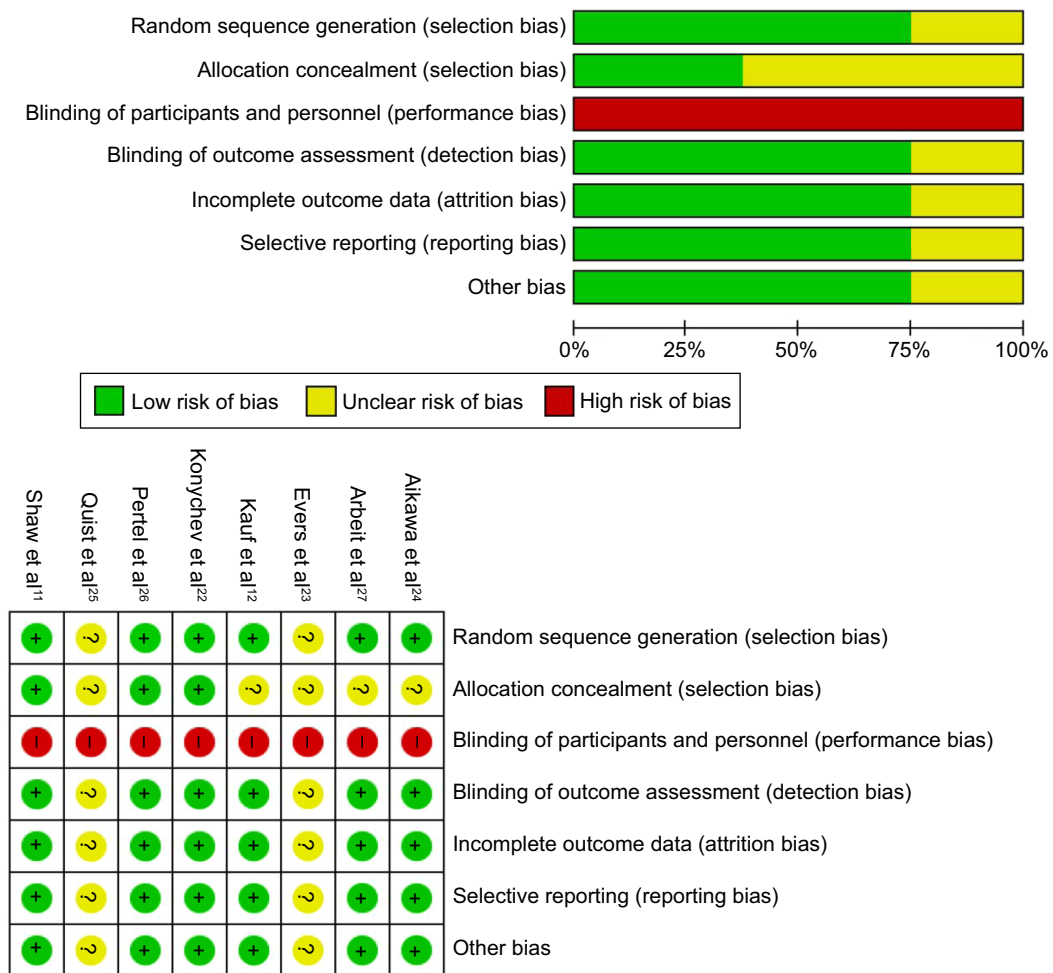 Random sequence generation (selection bias)
Allocation concealment (selection bias)
Blinding of participants and personnel (performance bias)
Blinding of outcome assessment (detection bias)
Incomplete outcome data (attrition bias)
Selective reporting (reporting bias)
Other bias
0% 25% 50% 75% 100%
Low risk of bias Unclear risk of bias High risk of bias
Shaw et al¹¹
Quist et al²⁵
Pertel et al²⁶
Konychev et al²²
Kauf et al¹²
Evers et al²³
Arbeit et al²⁷
Aikawa et al²⁴
+ ? + + + ? + + Random sequence generation (selection bias)
+ ? + + ? ? ? ? Allocation concealment (selection bias)
– – – – – – – – Blinding of participants and personnel (performance bias)
+ ? + + + ? + + Blinding of outcome assessment (detection bias)
+ ? + + + ? + + Incomplete outcome data (attrition bias)
+ ? + + + ? + + Selective reporting (reporting bias)
+ ? + + + ? + + Other bias